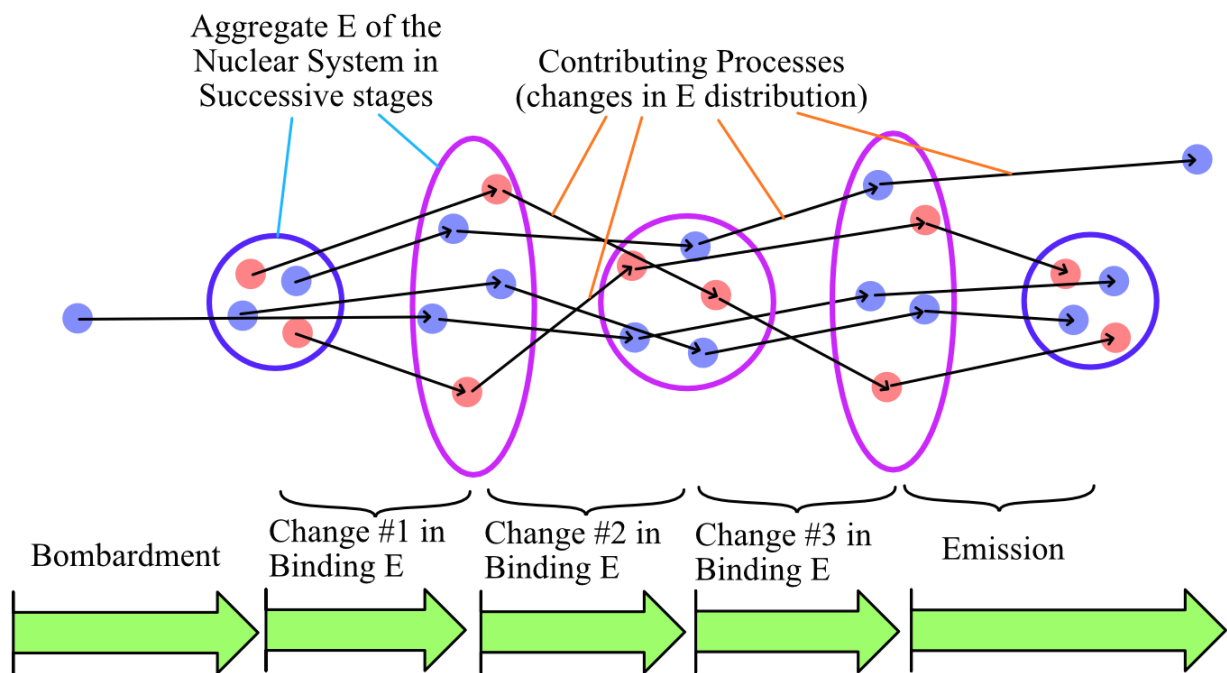 Aggregate E of the
Nuclear System in
Successive stages
Contributing Processes
(changes in E distribution)
Bombardment
Change #1 in
Binding E
Change #2 in
Binding E
Change #3 in
Binding E
Emission